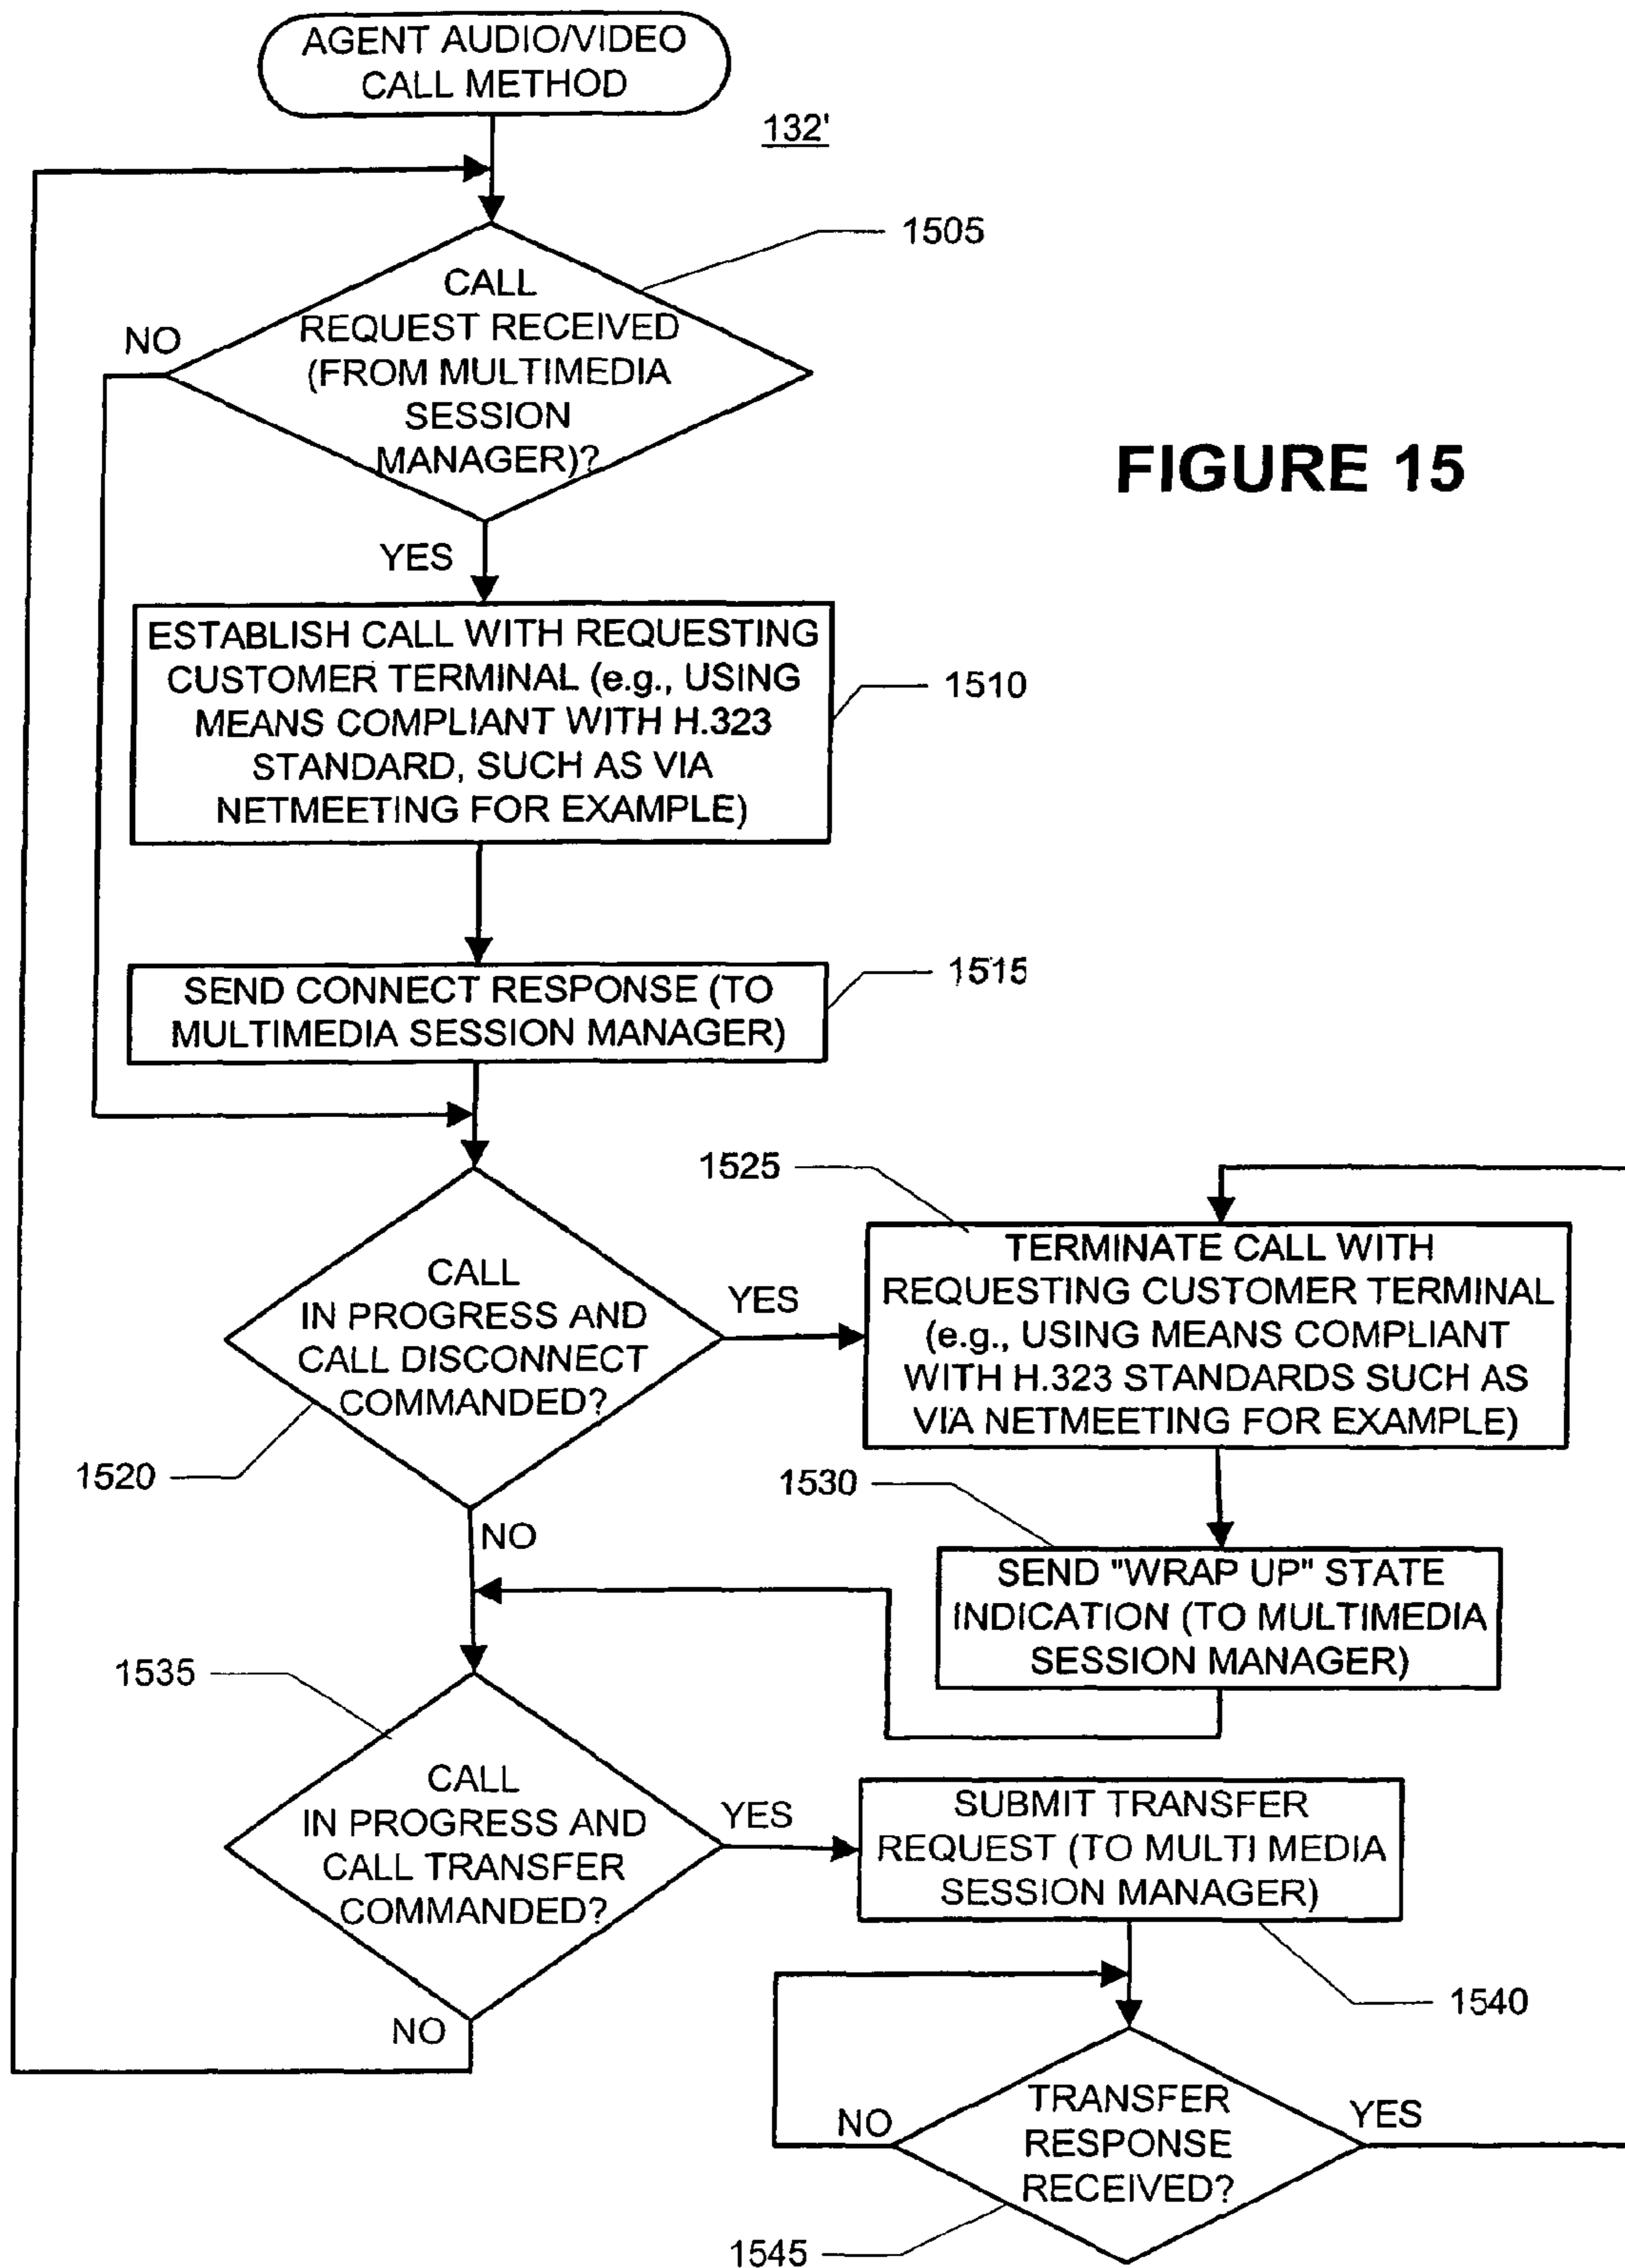 AGENT AUDIO/VIDEO
CALL METHOD
132'
1505
CALL
REQUEST RECEIVED
(FROM MULTIMEDIA
SESSION
MANAGER)?
NO
FIGURE 15
YES
ESTABLISH CALL WITH REQUESTING
CUSTOMER TERMINAL (e.g., USING
MEANS COMPLIANT WITH H.323
STANDARD, SUCH AS VIA
NETMEETING FOR EXAMPLE)
1510
SEND CONNECT RESPONSE (TO
MULTIMEDIA SESSION MANAGER)
1515
1525
CALL
IN PROGRESS AND
CALL DISCONNECT
COMMANDED?
YES
TERMINATE CALL WITH
REQUESTING CUSTOMER TERMINAL
(e.g., USING MEANS COMPLIANT
WITH H.323 STANDARDS SUCH AS
VIA NETMEETING FOR EXAMPLE)
1520
1530
NO
SEND "WRAP UP" STATE
INDICATION (TO MULTIMEDIA
SESSION MANAGER)
1535
CALL
IN PROGRESS AND
CALL TRANSFER
COMMANDED?
YES
SUBMIT TRANSFER
REQUEST (TO MULTI MEDIA
SESSION MANAGER)
1540
NO
TRANSFER
RESPONSE
RECEIVED?
NO
YES
1545